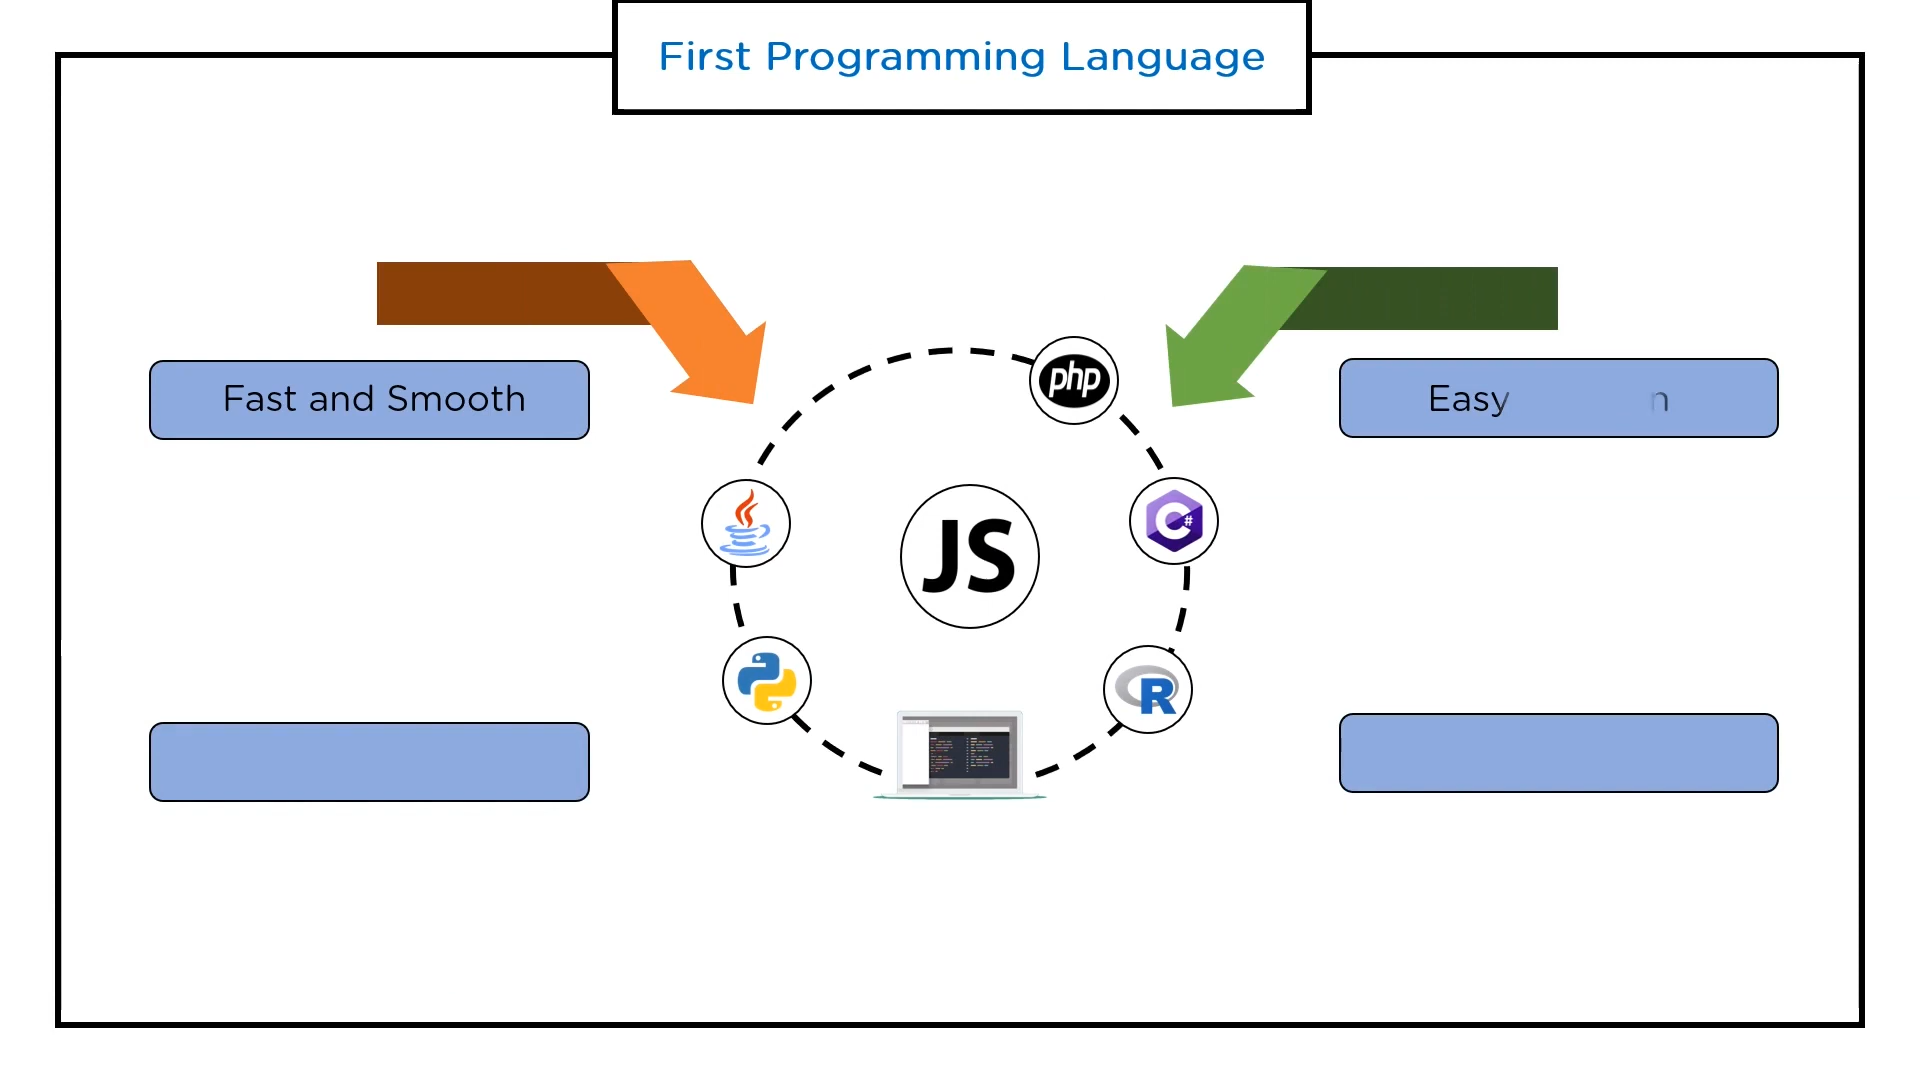 First Programming Language
Fast and Smooth
Easy n
php
C#
JS
R